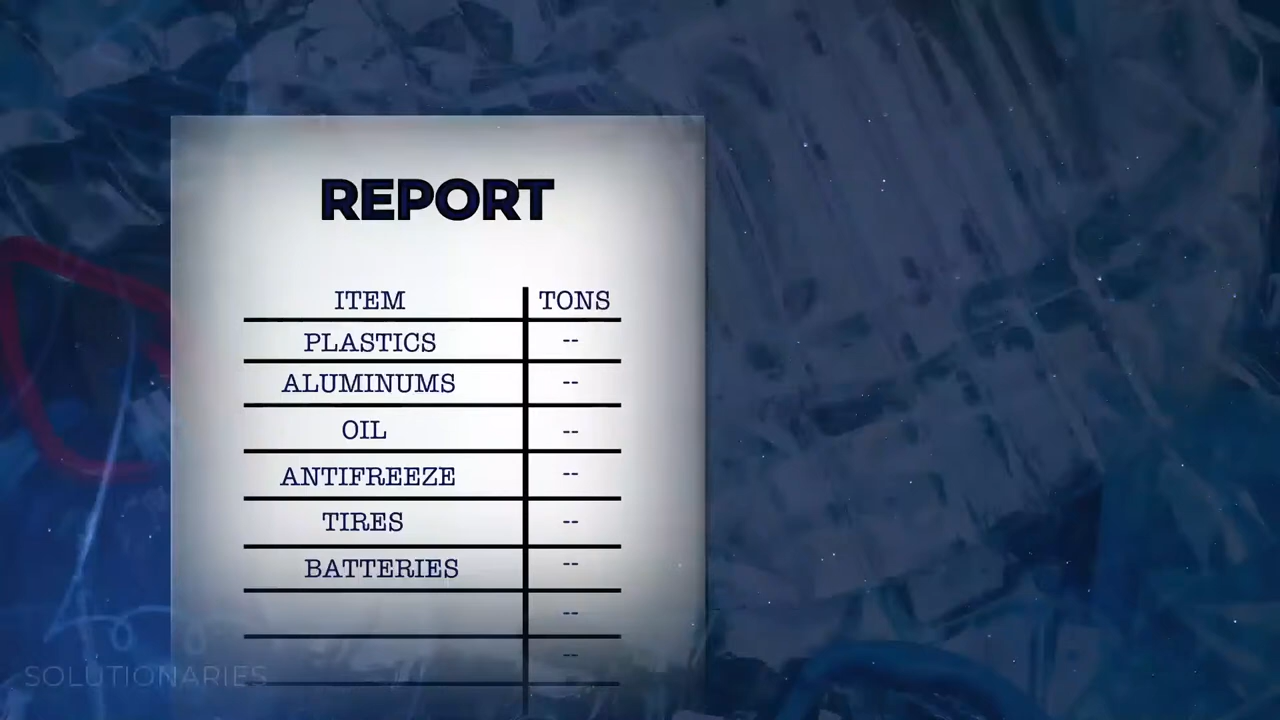 REPORT
ITEM TONS
PLASTICS --
ALUMINUMS --
OIL --
ANTIFREEZE --
TIRES --
BATTERIES --
--
--
SOLUTIONARIES